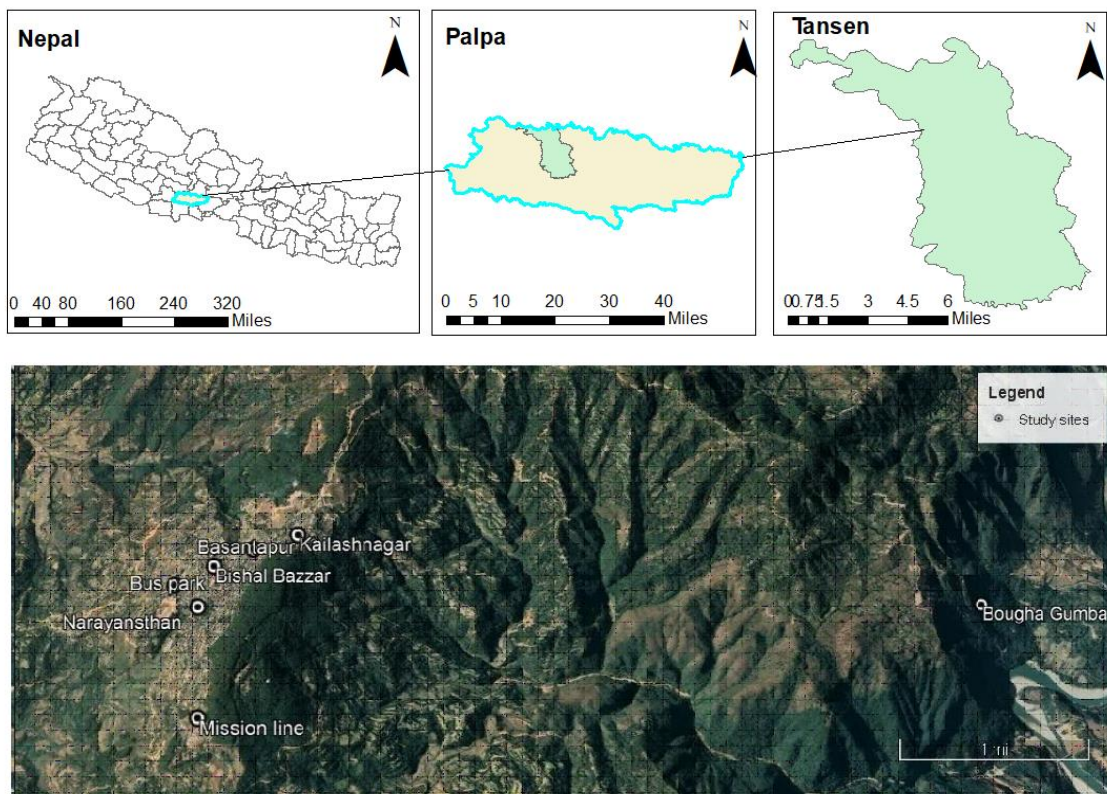 Nepal
N
0 40 80 160 240 320
Miles
Palpa
N
0 5 10 20 30 40
Miles
Tansen
N
0 0.75 1.5 3 4.5 6
Miles
Legend
Study sites
Basantapur
Kailashnagar
Bishal Bazzar
Bus park
Narayansthan
Bougha Gumba
Mission line
1 mi